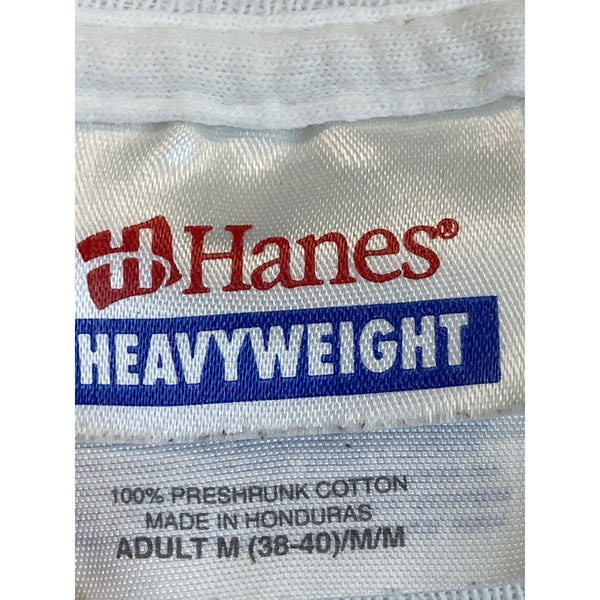 H Hanes®
HEAVYWEIGHT
100% PRESHRUNK COTTON
MADE IN HONDURAS
ADULT M (38-40)/M/M